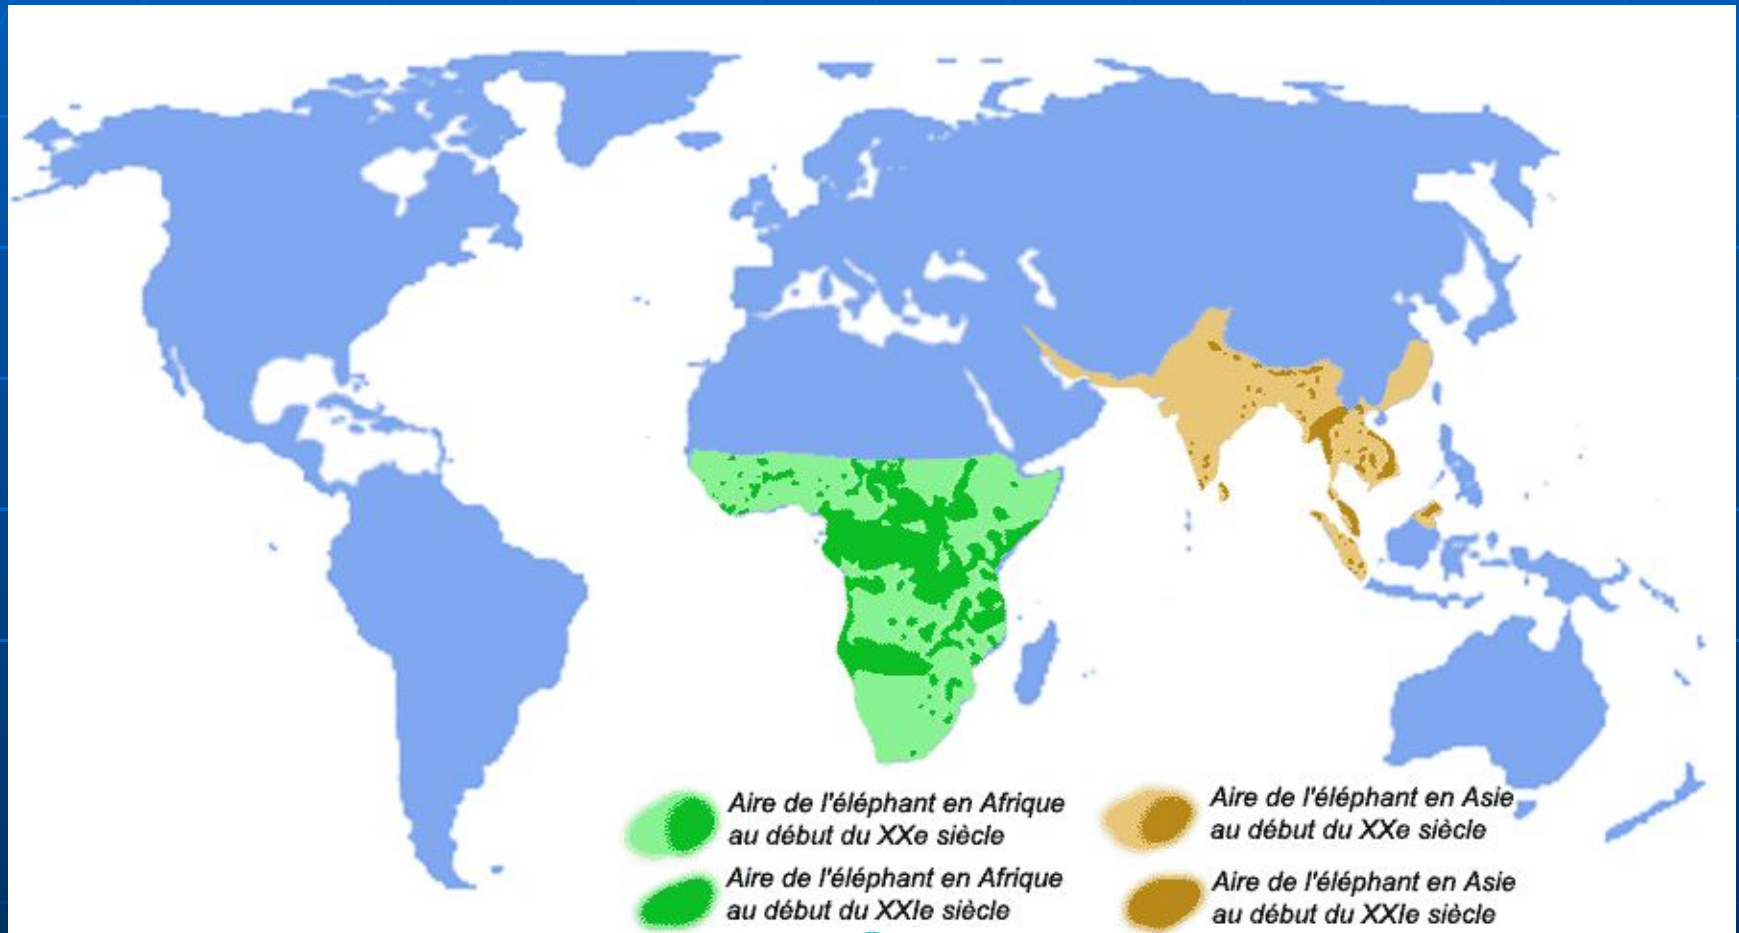 Aire de l'éléphant en Afrique
au début du XXe siècle
Aire de l'éléphant en Afrique
au début du XXIe siècle
Aire de l'éléphant en Asie
au début du XXe siècle
Aire de l'éléphant en Asie
au début du XXIe siècle